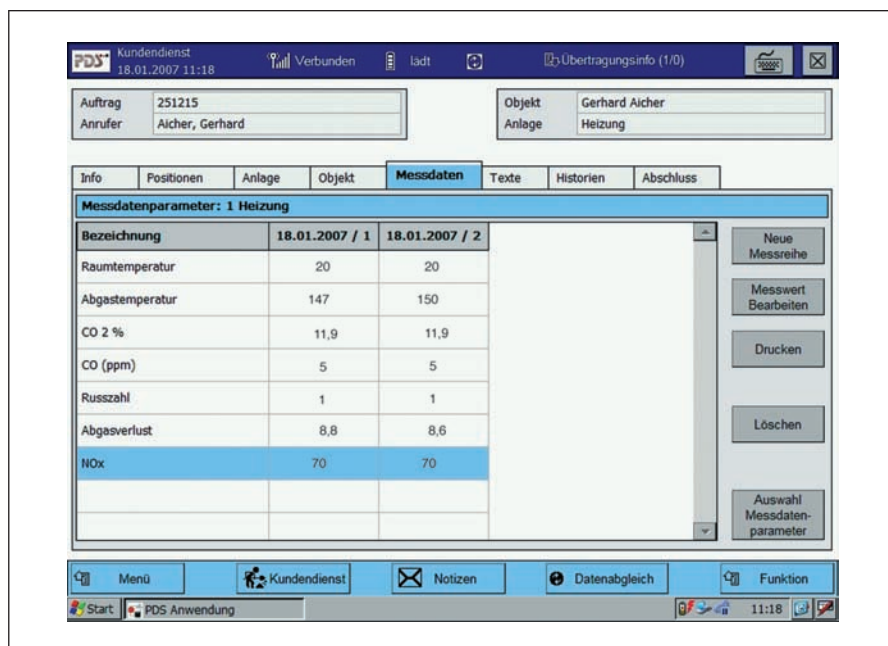 PDS Kundendienst
18.01.2007 11:18
Verbunden
lädt
Übertragungsinfo (1/0)
Auftrag 251215
Anrufer Aicher, Gerhard
Objekt Gerhard Aicher
Anlage Heizung
Info Positionen Anlage Objekt Messdaten Texte Historien Abschluss
Messdatenparameter: 1 Heizung
Bezeichnung 18.01.2007 / 1 18.01.2007 / 2
Raumtemperatur 20 20
Abgastemperatur 147 150
CO 2 % 11,9 11,9
CO (ppm) 5 5
Russzahl 1 1
Abgasverlust 8,8 8,6
NOx 70 70
Neue
Messreihe
Messwert
Bearbeiten
Drucken
Löschen
Auswahl
Messdaten-
parameter
Menü Kundendienst Notizen Datenabgleich Funktion
Start PDS Anwendung 11:18